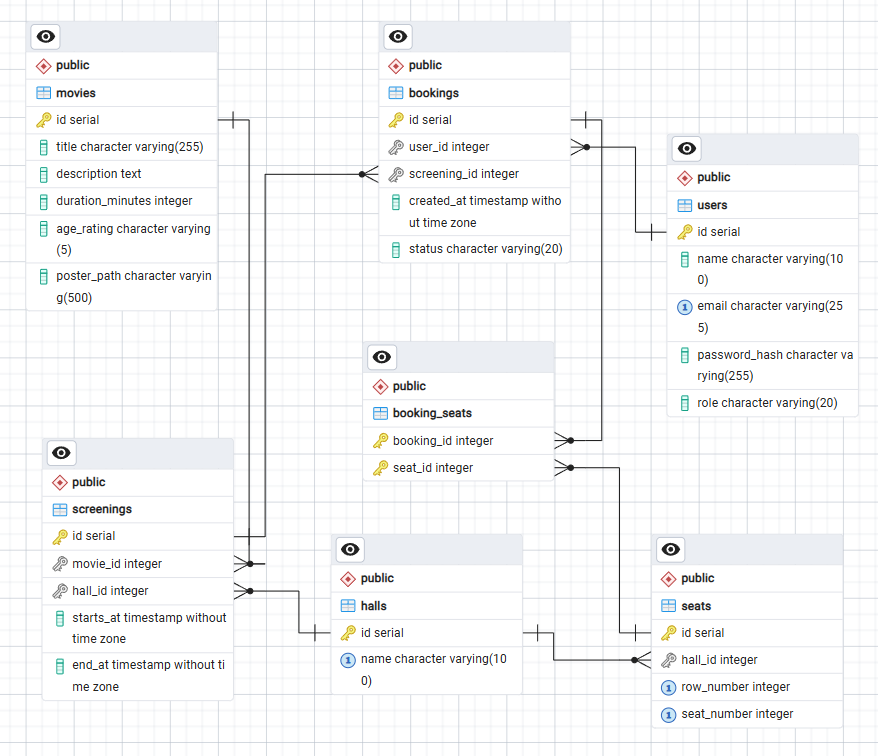 public
movies
id serial
title character varying(255)
description text
duration_minutes integer
age_rating character varying
(5)
poster_path character varyin
g(500)
public
bookings
id serial
user_id integer
screening_id integer
created_at timestamp witho
ut time zone
status character varying(20)
public
users
id serial
name character varying(10
0)
1 email character varying(25
5)
password_hash character va
rying(255)
role character varying(20)
public
booking_seats
booking_id integer
seat_id integer
public
screenings
id serial
movie_id integer
hall_id integer
starts_at timestamp without
time zone
end_at timestamp without ti
me zone
public
halls
id serial
1 name character varying(10
0)
public
seats
id serial
hall_id integer
1 row_number integer
1 seat_number integer